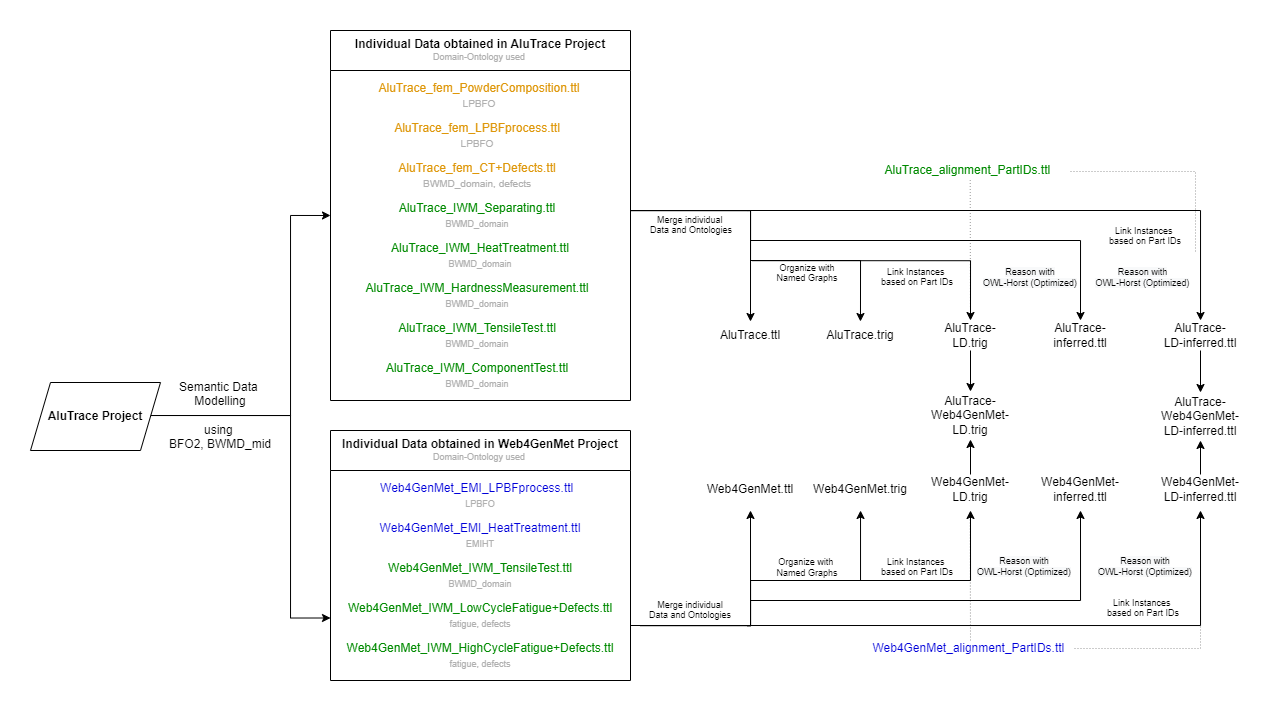 AluTrace Project
Semantic Data
Modelling
using
BFO2, BWMD_mid
Individual Data obtained in AluTrace Project
Domain-Ontology used
AluTrace_fem_PowderComposition.ttl
LPBFO
AluTrace_fem_LPBFprocess.ttl
LPBFO
AluTrace_fem_CT+Defects.ttl
BWMD_domain, defects
AluTrace_IWM_Separating.ttl
BWMD_domain
AluTrace_IWM_HeatTreatment.ttl
BWMD_domain
AluTrace_IWM_HardnessMeasurement.ttl
BWMD_domain
AluTrace_IWM_TensileTest.ttl
BWMD_domain
AluTrace_IWM_ComponentTest.ttl
BWMD_domain
Individual Data obtained in Web4GenMet Project
Domain-Ontology used
Web4GenMet_EMI_LPBFprocess.ttl
LPBFO
Web4GenMet_EMI_HeatTreatment.ttl
EMIHT
Web4GenMet_IWM_TensileTest.ttl
BWMD_domain
Web4GenMet_IWM_LowCycleFatigue+Defects.ttl
fatigue, defects
Web4GenMet_IWM_HighCycleFatigue+Defects.ttl
fatigue, defects
AluTrace_alignment_PartIDs.ttl
Merge individual
Data and Ontologies
Link Instances
based on Part IDs
Organize with
Named Graphs
Link Instances
based on Part IDs
Reason with
OWL-Horst (Optimized)
Reason with
OWL-Horst (Optimized)
AluTrace.ttl
AluTrace.trig
AluTrace-
LD.trig
AluTrace-
inferred.ttl
AluTrace-
LD-inferred.ttl
AluTrace-
Web4GenMet-
LD.trig
AluTrace-
Web4GenMet-
LD-inferred.ttl
Web4GenMet.ttl
Web4GenMet.trig
Web4GenMet-
LD.trig
Web4GenMet-
inferred.ttl
Web4GenMet-
LD-inferred.ttl
Organize with
Named Graphs
Link Instances
based on Part IDs
Reason with
OWL-Horst (Optimized)
Reason with
OWL-Horst (Optimized)
Merge individual
Data and Ontologies
Link Instances
based on Part IDs
Web4GenMet_alignment_PartIDs.ttl